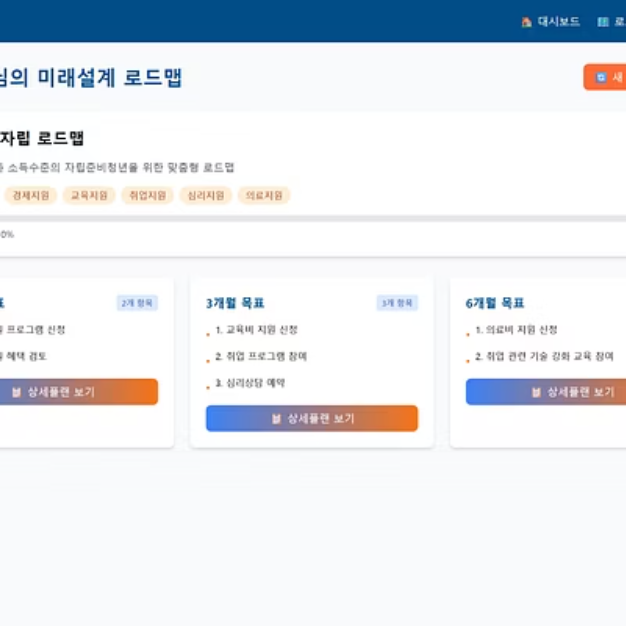 대시보드 로
님의 미래설계 로드맵
새
자립 로드맵
소득수준의 자립준비청년을 위한 맞춤형 로드맵
경제지원 교육지원 취업지원 심리지원 의료지원
0%
표 2개 항목
프로그램 신청
혜택 검토
상세플랜 보기
3개월 목표 3개 항목
1. 교육비 지원 신청
2. 취업 프로그램 참여
3. 심리상담 예약
상세플랜 보기
6개월 목표
1. 의료비 지원 신청
2. 취업 관련 기술 강화 교육 참여
상세플랜 보기